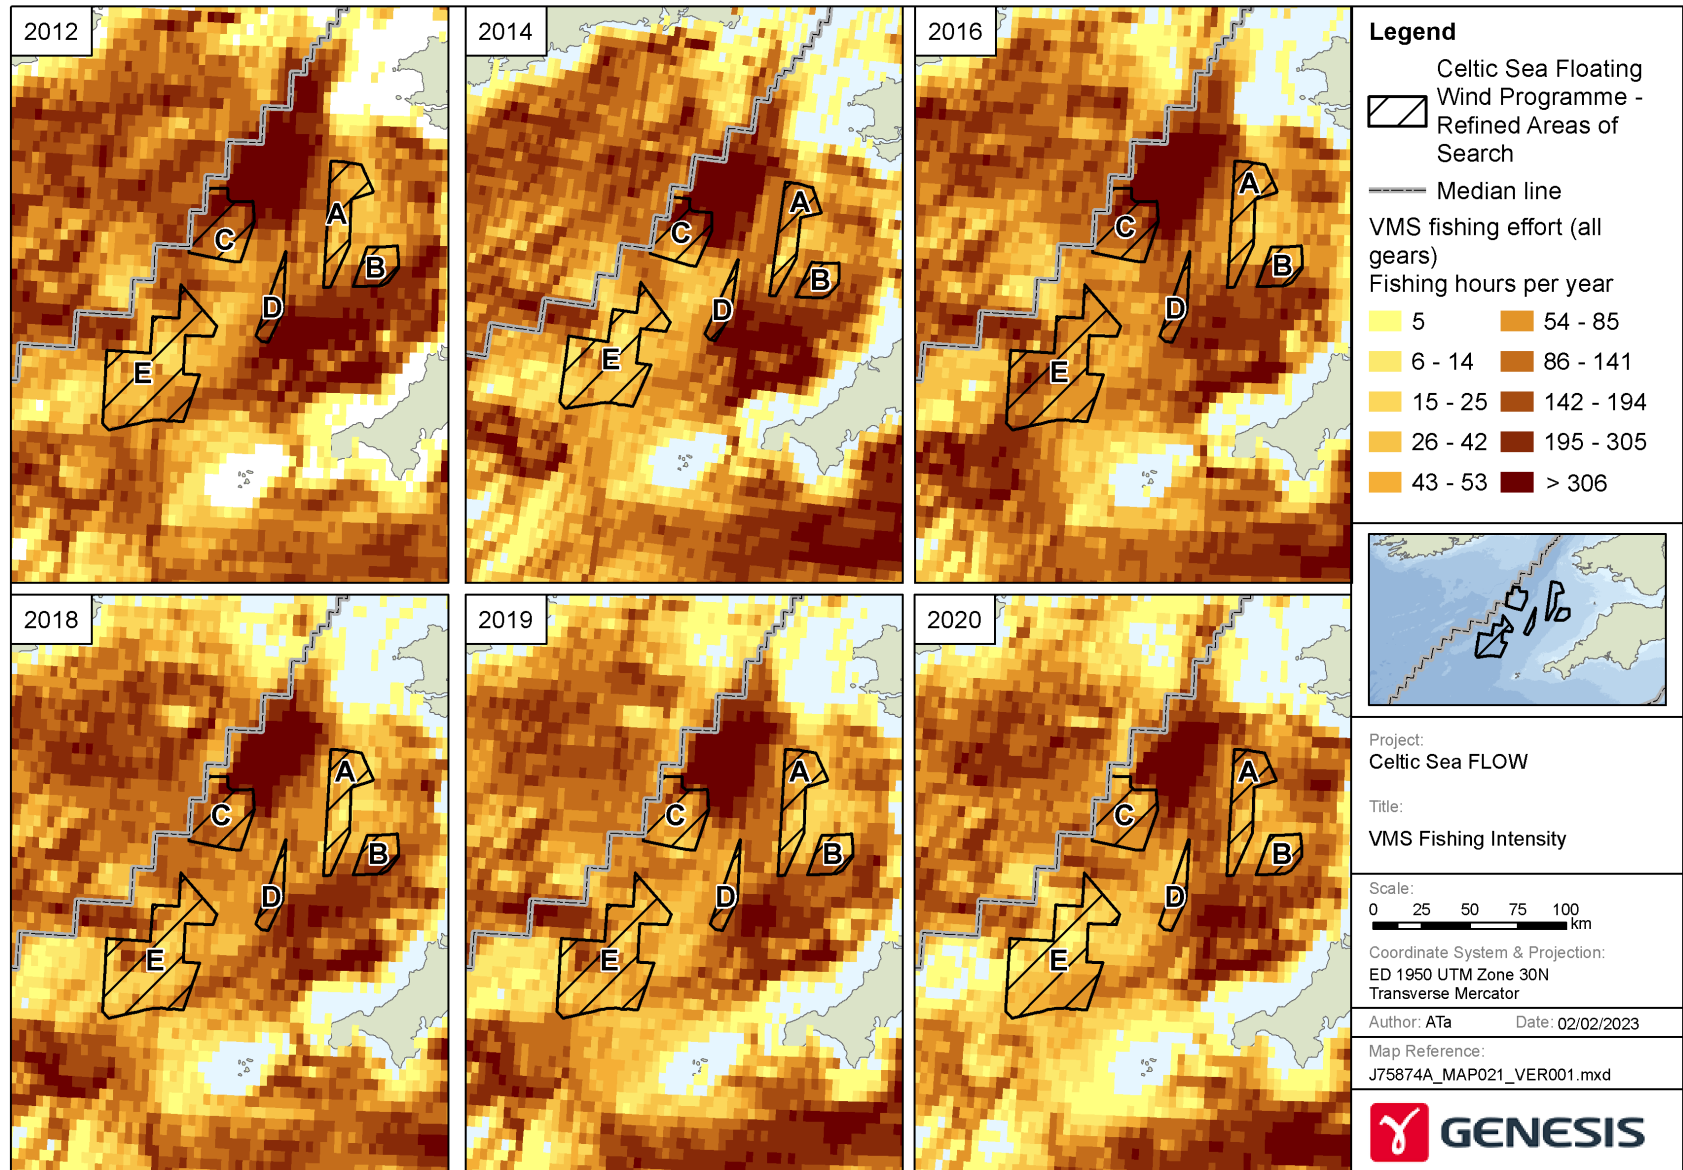 2012
A
B
C
D
E
2014
A
B
C
D
E
2016
A
B
C
D
E
2018
A
B
C
D
E
2019
A
B
C
D
E
2020
A
B
C
D
E
Legend
Celtic Sea Floating
Wind Programme -
Refined Areas of
Search
Median line
VMS fishing effort (all
gears)
Fishing hours per year
5
6 - 14
15 - 25
26 - 42
43 - 53
54 - 85
86 - 141
142 - 194
195 - 305
> 306
Project:
Celtic Sea FLOW
Title:
VMS Fishing Intensity
Scale:
0 25 50 75 100
km
Coordinate System & Projection:
ED 1950 UTM Zone 30N
Transverse Mercator
Author: ATa Date: 02/02/2023
Map Reference:
J75874A_MAP021_VER001.mxd
GENESIS